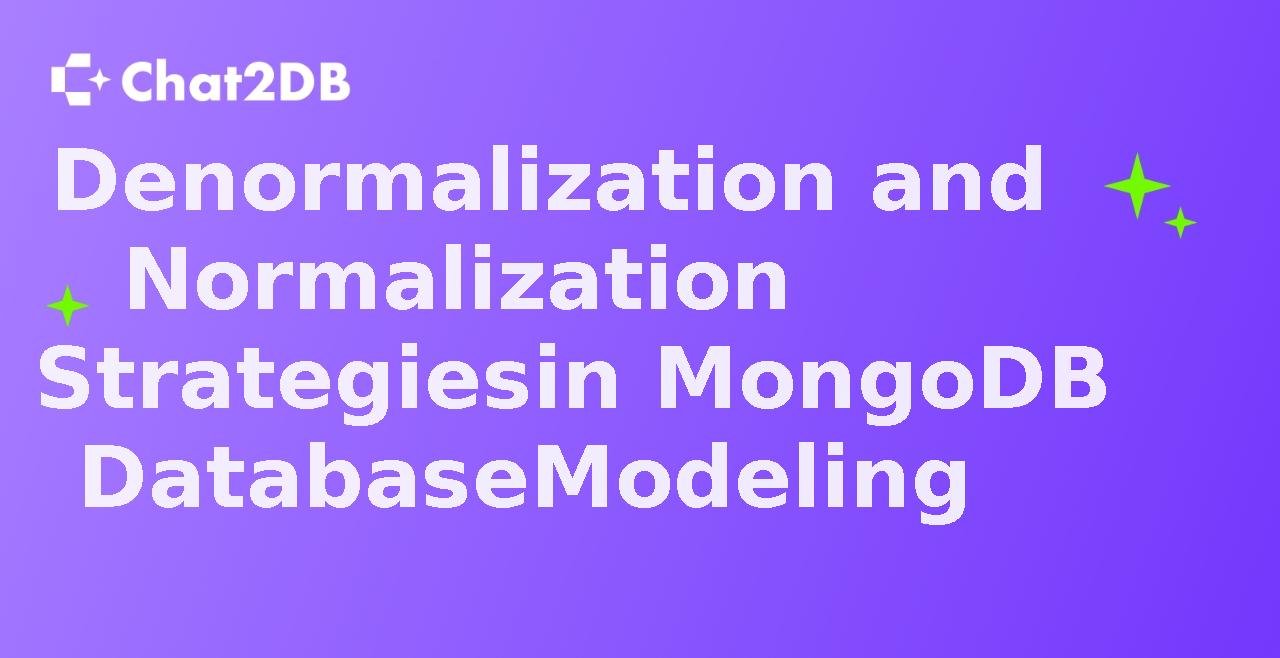 Chat2DB
Denormalization and
Normalization
Strategiesin MongoDB
DatabaseModeling